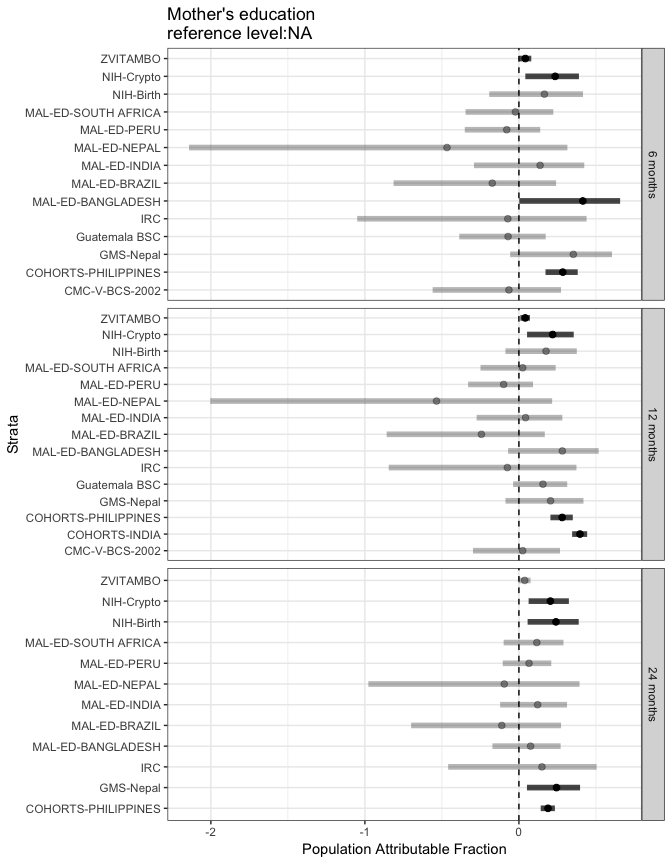 Mother's education
reference level:NA
Strata
ZVITAMBO
NIH-Crypto
NIH-Birth
MAL-ED-SOUTH AFRICA
MAL-ED-PERU
MAL-ED-NEPAL
MAL-ED-INDIA
MAL-ED-BRAZIL
MAL-ED-BANGLADESH
IRC
Guatemala BSC
GMS-Nepal
COHORTS-PHILIPPINES
CMC-V-BCS-2002
6 months
ZVITAMBO
NIH-Crypto
NIH-Birth
MAL-ED-SOUTH AFRICA
MAL-ED-PERU
MAL-ED-NEPAL
MAL-ED-INDIA
MAL-ED-BRAZIL
MAL-ED-BANGLADESH
IRC
Guatemala BSC
GMS-Nepal
COHORTS-PHILIPPINES
COHORTS-INDIA
CMC-V-BCS-2002
12 months
ZVITAMBO
NIH-Crypto
NIH-Birth
MAL-ED-SOUTH AFRICA
MAL-ED-PERU
MAL-ED-NEPAL
MAL-ED-INDIA
MAL-ED-BRAZIL
MAL-ED-BANGLADESH
IRC
GMS-Nepal
COHORTS-PHILIPPINES
24 months
-2 -1 0
Population Attributable Fraction